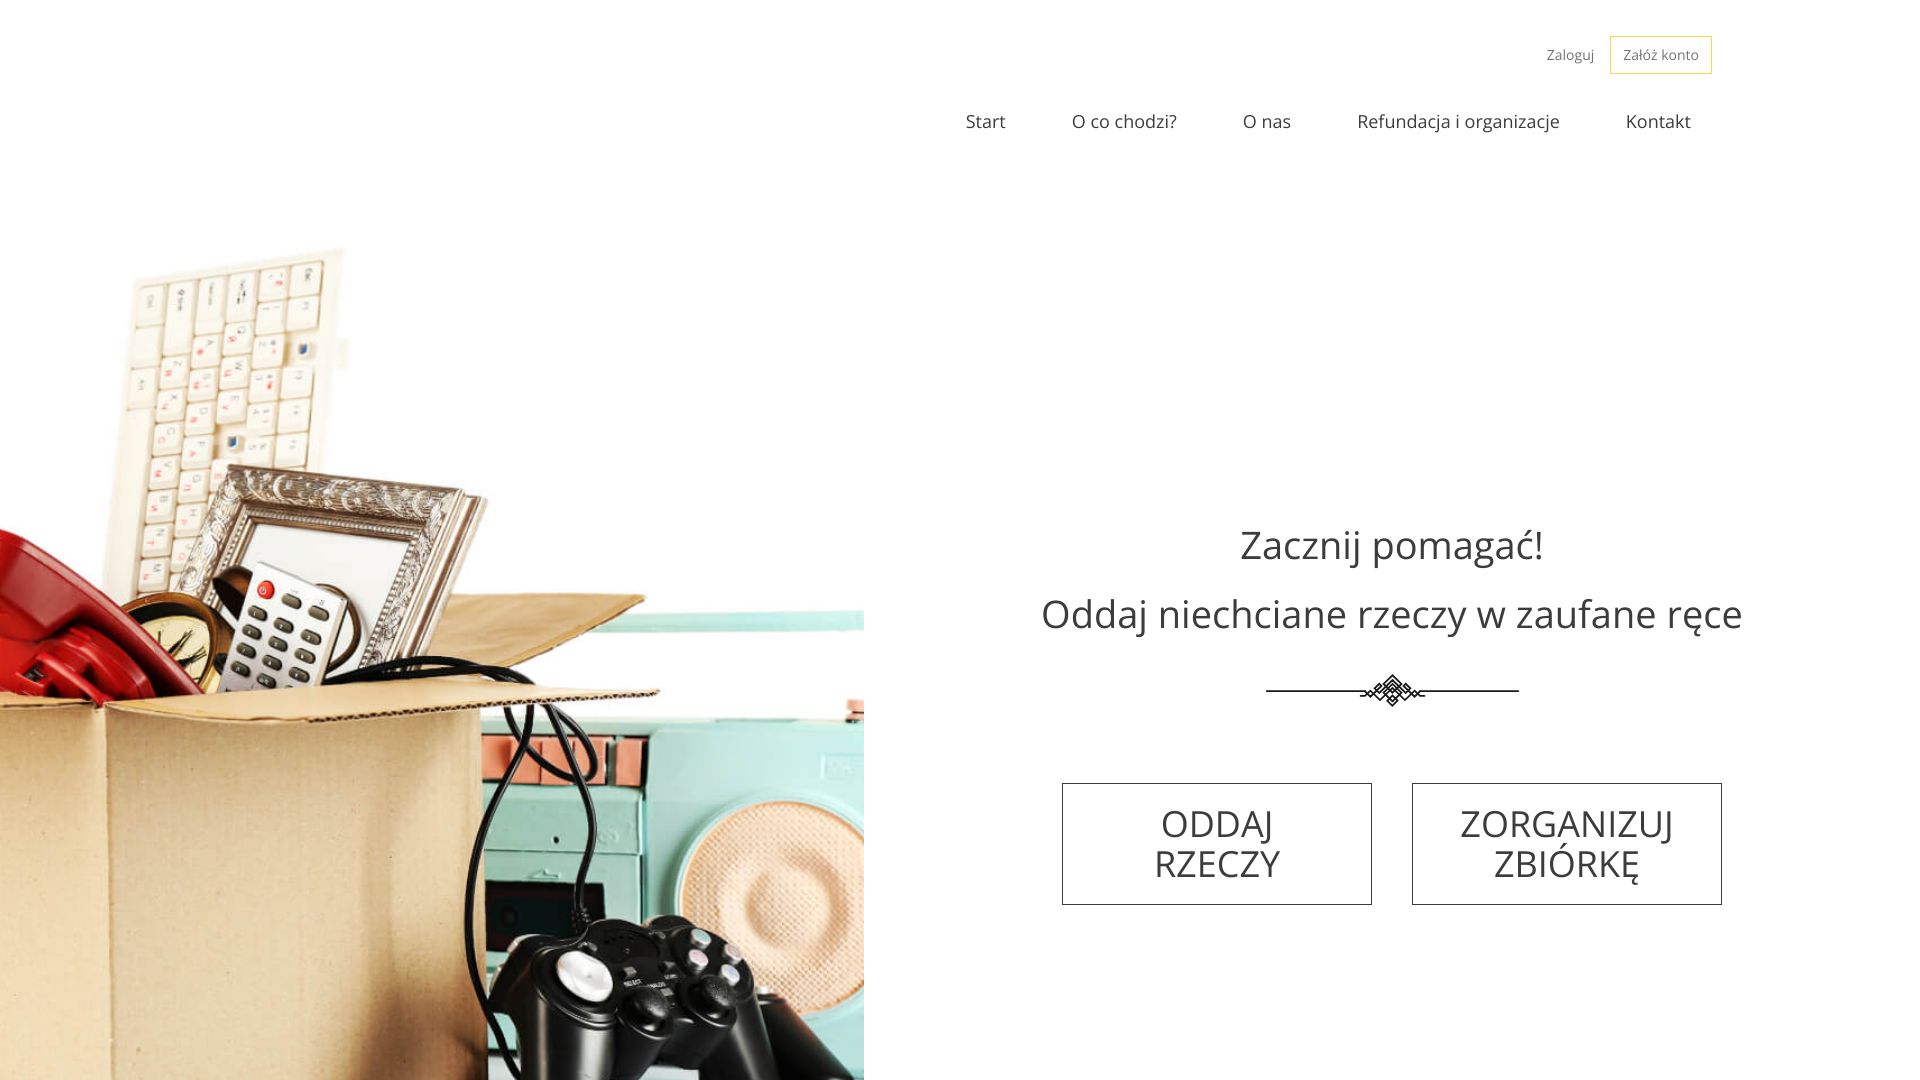 Zaloguj
Załóż konto
Start
O co chodzi?
O nas
Refundacja i organizacje
Kontakt
Zacznij pomagać!
Oddaj niechciane rzeczy w zaufane ręce
ODDAJ
RZECZY
ZORGANIZUJ
ZBIÓRKĘ